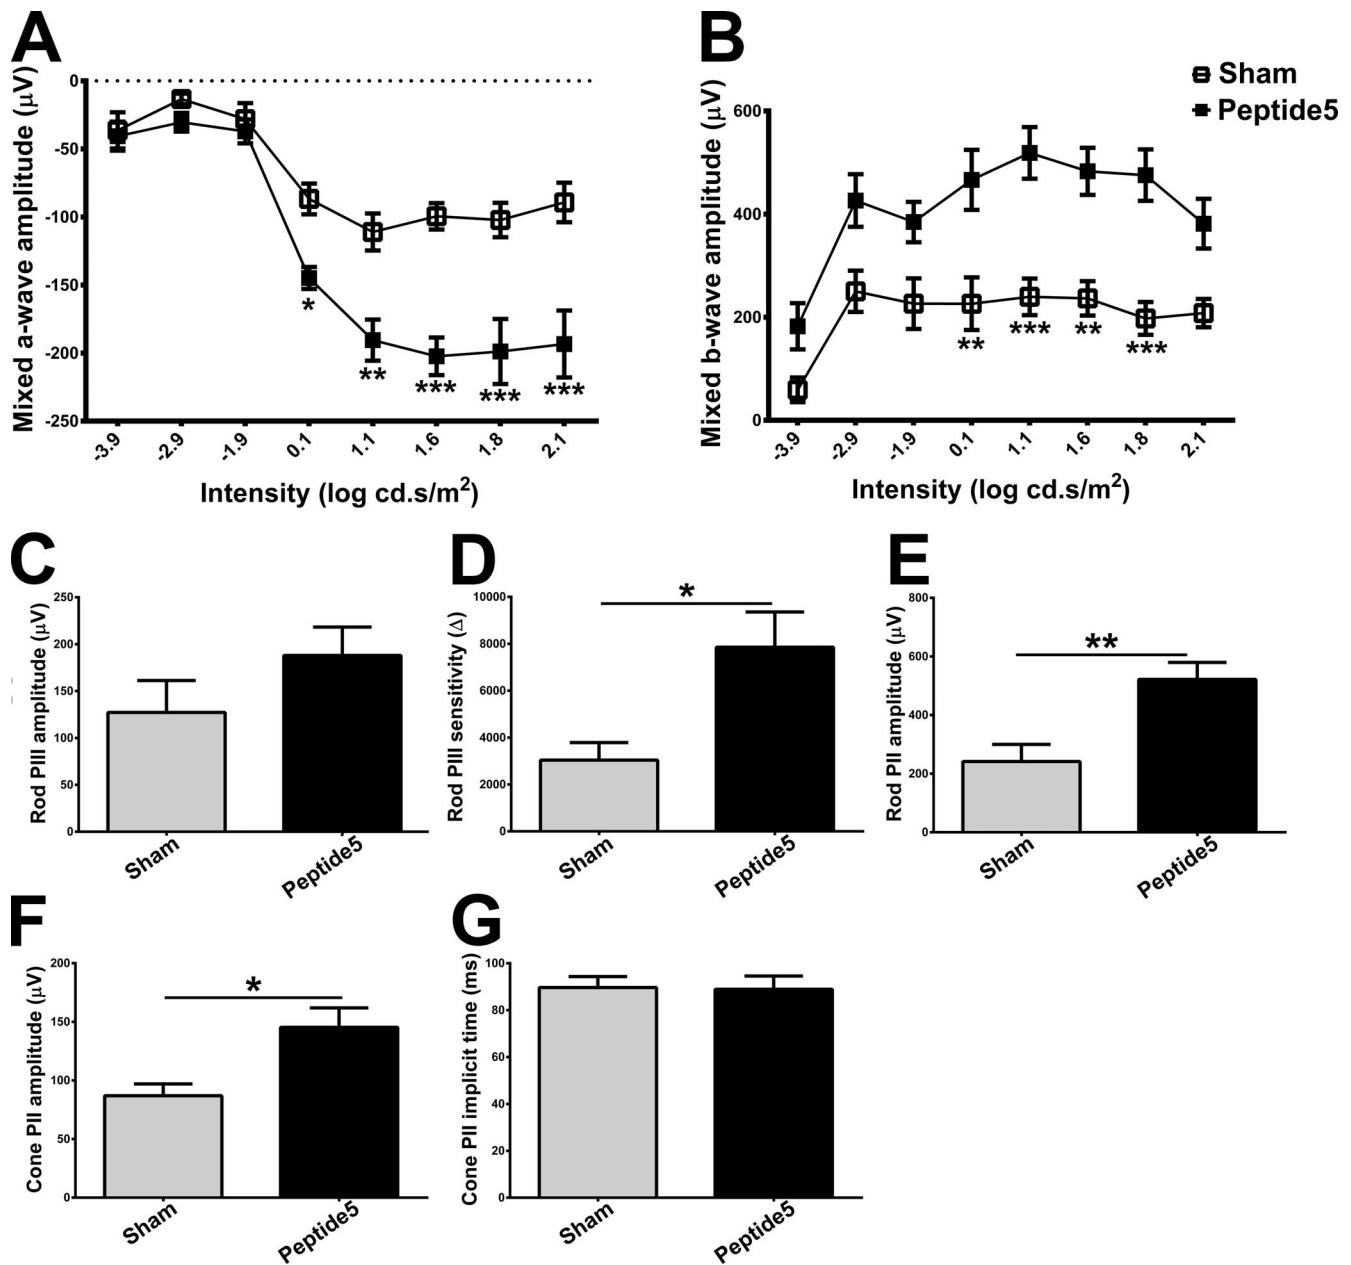 A
Mixed a-wave amplitude (μV)
0
-50
-100
-150
-200
-250
*
**
***
***
***
-3.9
-2.9
-1.9
0.1
1.1
1.6
1.8
2.1
Intensity (log cd.s/m²)
B
Sham
Peptide5
Mixed b-wave amplitude (μV)
600
400
200
0
**
***
**
***
-3.9
-2.9
-1.9
0.1
1.1
1.6
1.8
2.1
Intensity (log cd.s/m²)
C
Rod PIII amplitude (μV)
250
200
150
100
50
0
Sham
Peptide5
D
Rod PIII sensitivity (Δ)
10000
8000
6000
4000
2000
0
*
Sham
Peptide5
E
Rod PII amplitude (μV)
800
600
400
200
0
**
Sham
Peptide5
F
Cone PII amplitude (μV)
200
150
100
50
0
*
Sham
Peptide5
G
Cone PII implicit time (ms)
100
80
60
40
20
0
Sham
Peptide5